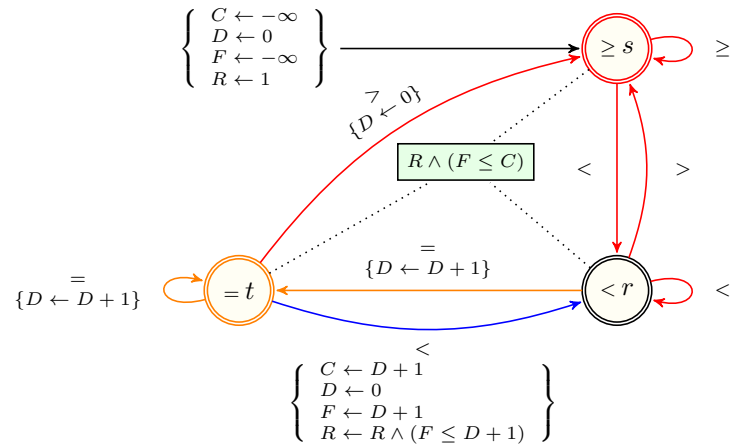 C ← −∞
D ← 0
F ← −∞
R ← 1
≥ s
≥
>
{D ← 0}
R ∧ (F ≤ C)
<
>
=
{D ← D + 1}
=
{D ← D + 1}
= t
< r
<
<
C ← D + 1
D ← 0
F ← D + 1
R ← R ∧ (F ≤ D + 1)